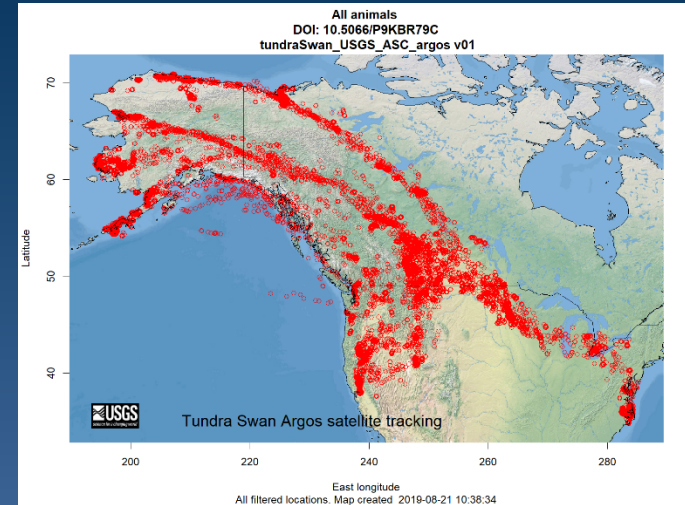 All animals
DOI: 10.5066/P9KBR79C
tundraSwan_USGS_ASC_argos v01
70
60
50
40
Latitude
USGS
Tundra Swan Argos satellite tracking
200
220
240
260
280
East longitude
All filtered locations. Map created 2019-08-21 10:38:34